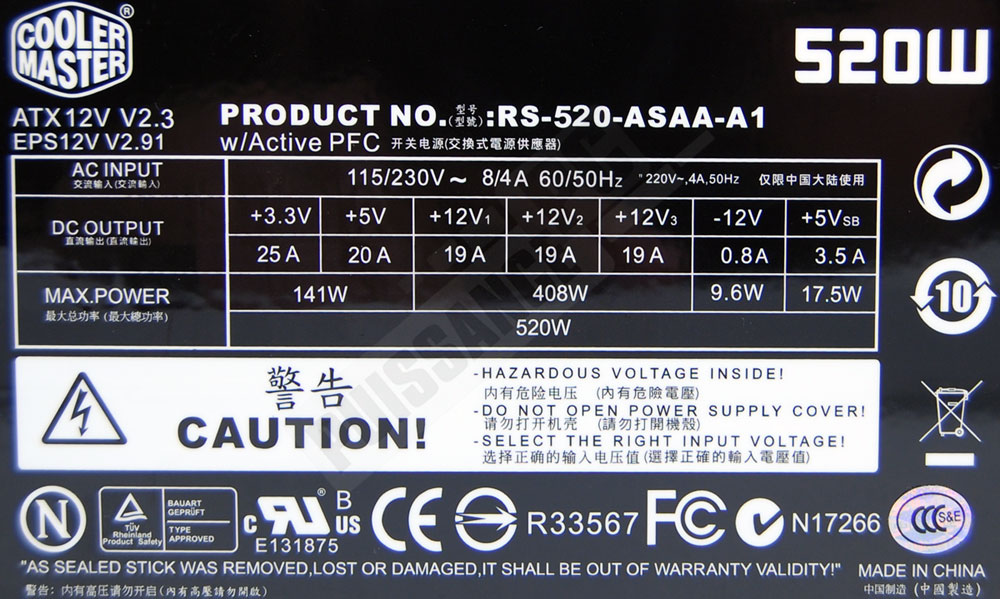 COOLER MASTER®
520W
ATX12V V2.3
EPS12V V2.91
PRODUCT NO. 型号 (型號) :RS-520-ASAA-A1
w/Active PFC 开关电源(交換式電源供應器)
AC INPUT 115/230V~ 8/4A 60/50Hz "220V~,4A,50Hz 仅限中国大陆使用
交流输入(交流輸入)
DC OUTPUT +3.3V +5V +12V1 +12V2 +12V3 -12V +5VSB
直流输出(直流輸出) 25 A 20 A 19 A 19 A 19 A 0.8 A 3.5 A
MAX.POWER 141W 408W 9.6W 17.5W
最大总功率 (最大總功率) 520W
10
警告
CAUTION!
-HAZARDOUS VOLTAGE INSIDE!
内有危险电压 (內有危險電壓)
-DO NOT OPEN POWER SUPPLY COVER!
请勿打开机壳 (請勿打開機殼)
-SELECT THE RIGHT INPUT VOLTAGE!
选择正确的输入电压值(選擇正確的輸入電壓值)
N
TÜV Rheinland Product Safety
BAUART GEPRÜFT
TYPE APPROVED
c RU® US B
E131875
CE
R33567
FC
N17266
CCC S&E
"AS SEALED STICK WAS REMOVED,LOST OR DAMAGED,IT SHALL BE OUT OF WARRANTY VALIDITY!"
MADE IN CHINA
警告: 内有高压请勿开启(內有高壓請勿開啟)
中国制造 (中國製造)